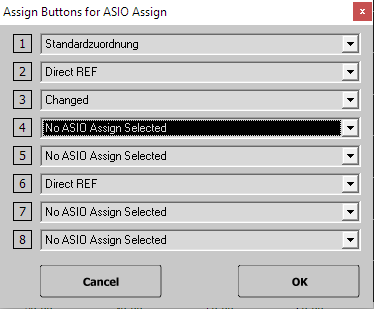 Assign Buttons for ASIO Assign x
1 Standardzuordnung
2 Direct REF
3 Changed
4 No ASIO Assign Selected
5 No ASIO Assign Selected
6 Direct REF
7 No ASIO Assign Selected
8 No ASIO Assign Selected
Cancel OK